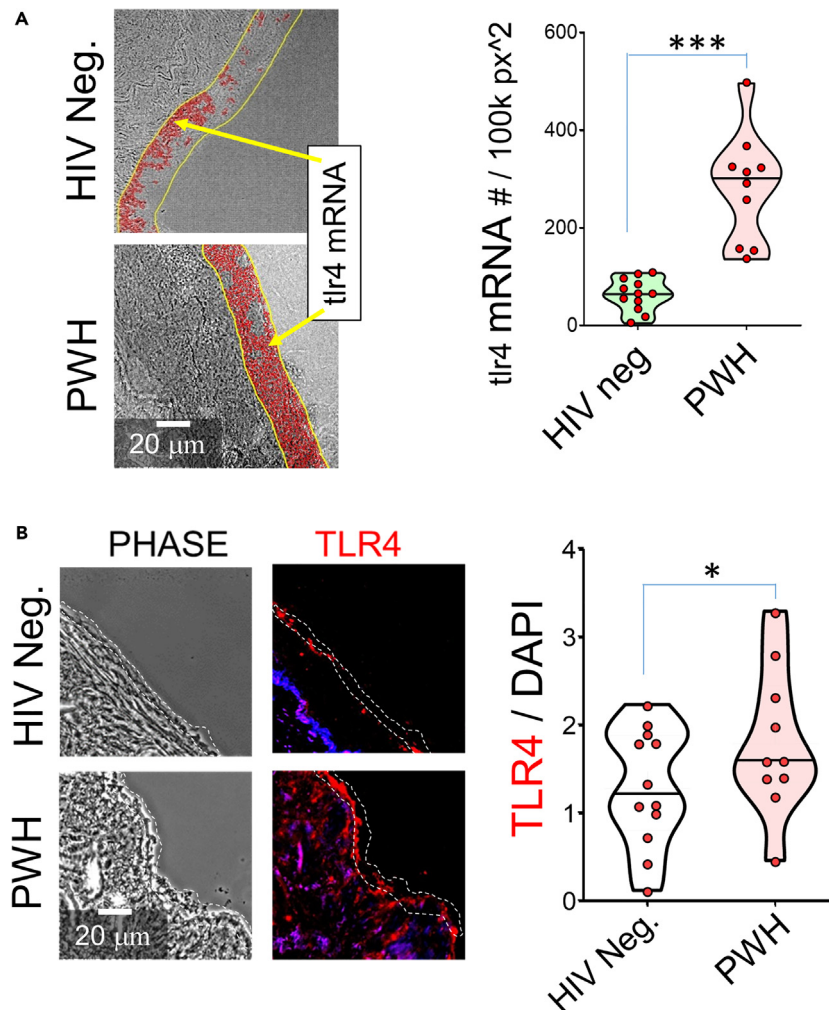 A
HIV Neg.
PWH
tlr4 mRNA
20 µm
tlr4 mRNA # / 100k px^2
600
400
200
0
***
HIV neg
PWH
B
PHASE
TLR4
HIV Neg.
PWH
20 µm
TLR4 / DAPI
4
3
2
1
0
*
HIV Neg.
PWH